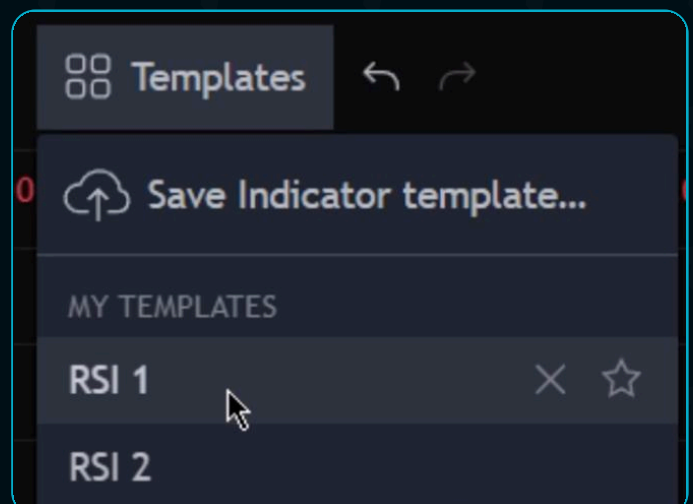 Templates
Save Indicator template...
MY TEMPLATES
RSI 1
RSI 2